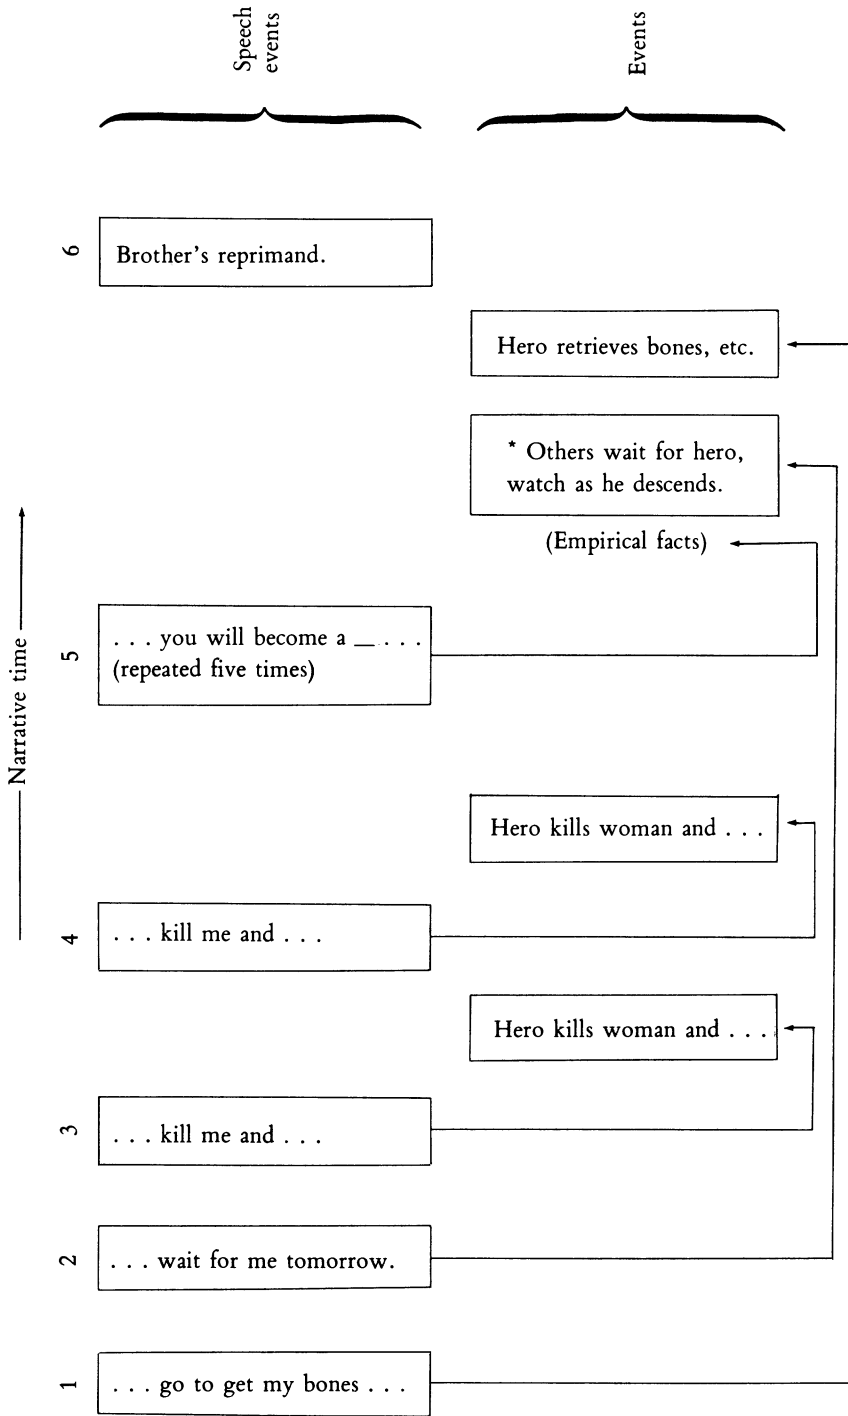 Speech
events
Events
6
Brother's reprimand.
Hero retrieves bones, etc.
* Others wait for hero,
watch as he descends.
(Empirical facts)
Narrative time
5
. . . you will become a __ . . .
(repeated five times)
Hero kills woman and . . .
4
. . . kill me and . . .
Hero kills woman and . . .
3
. . . kill me and . . .
2
. . . wait for me tomorrow.
1
. . . go to get my bones . . .